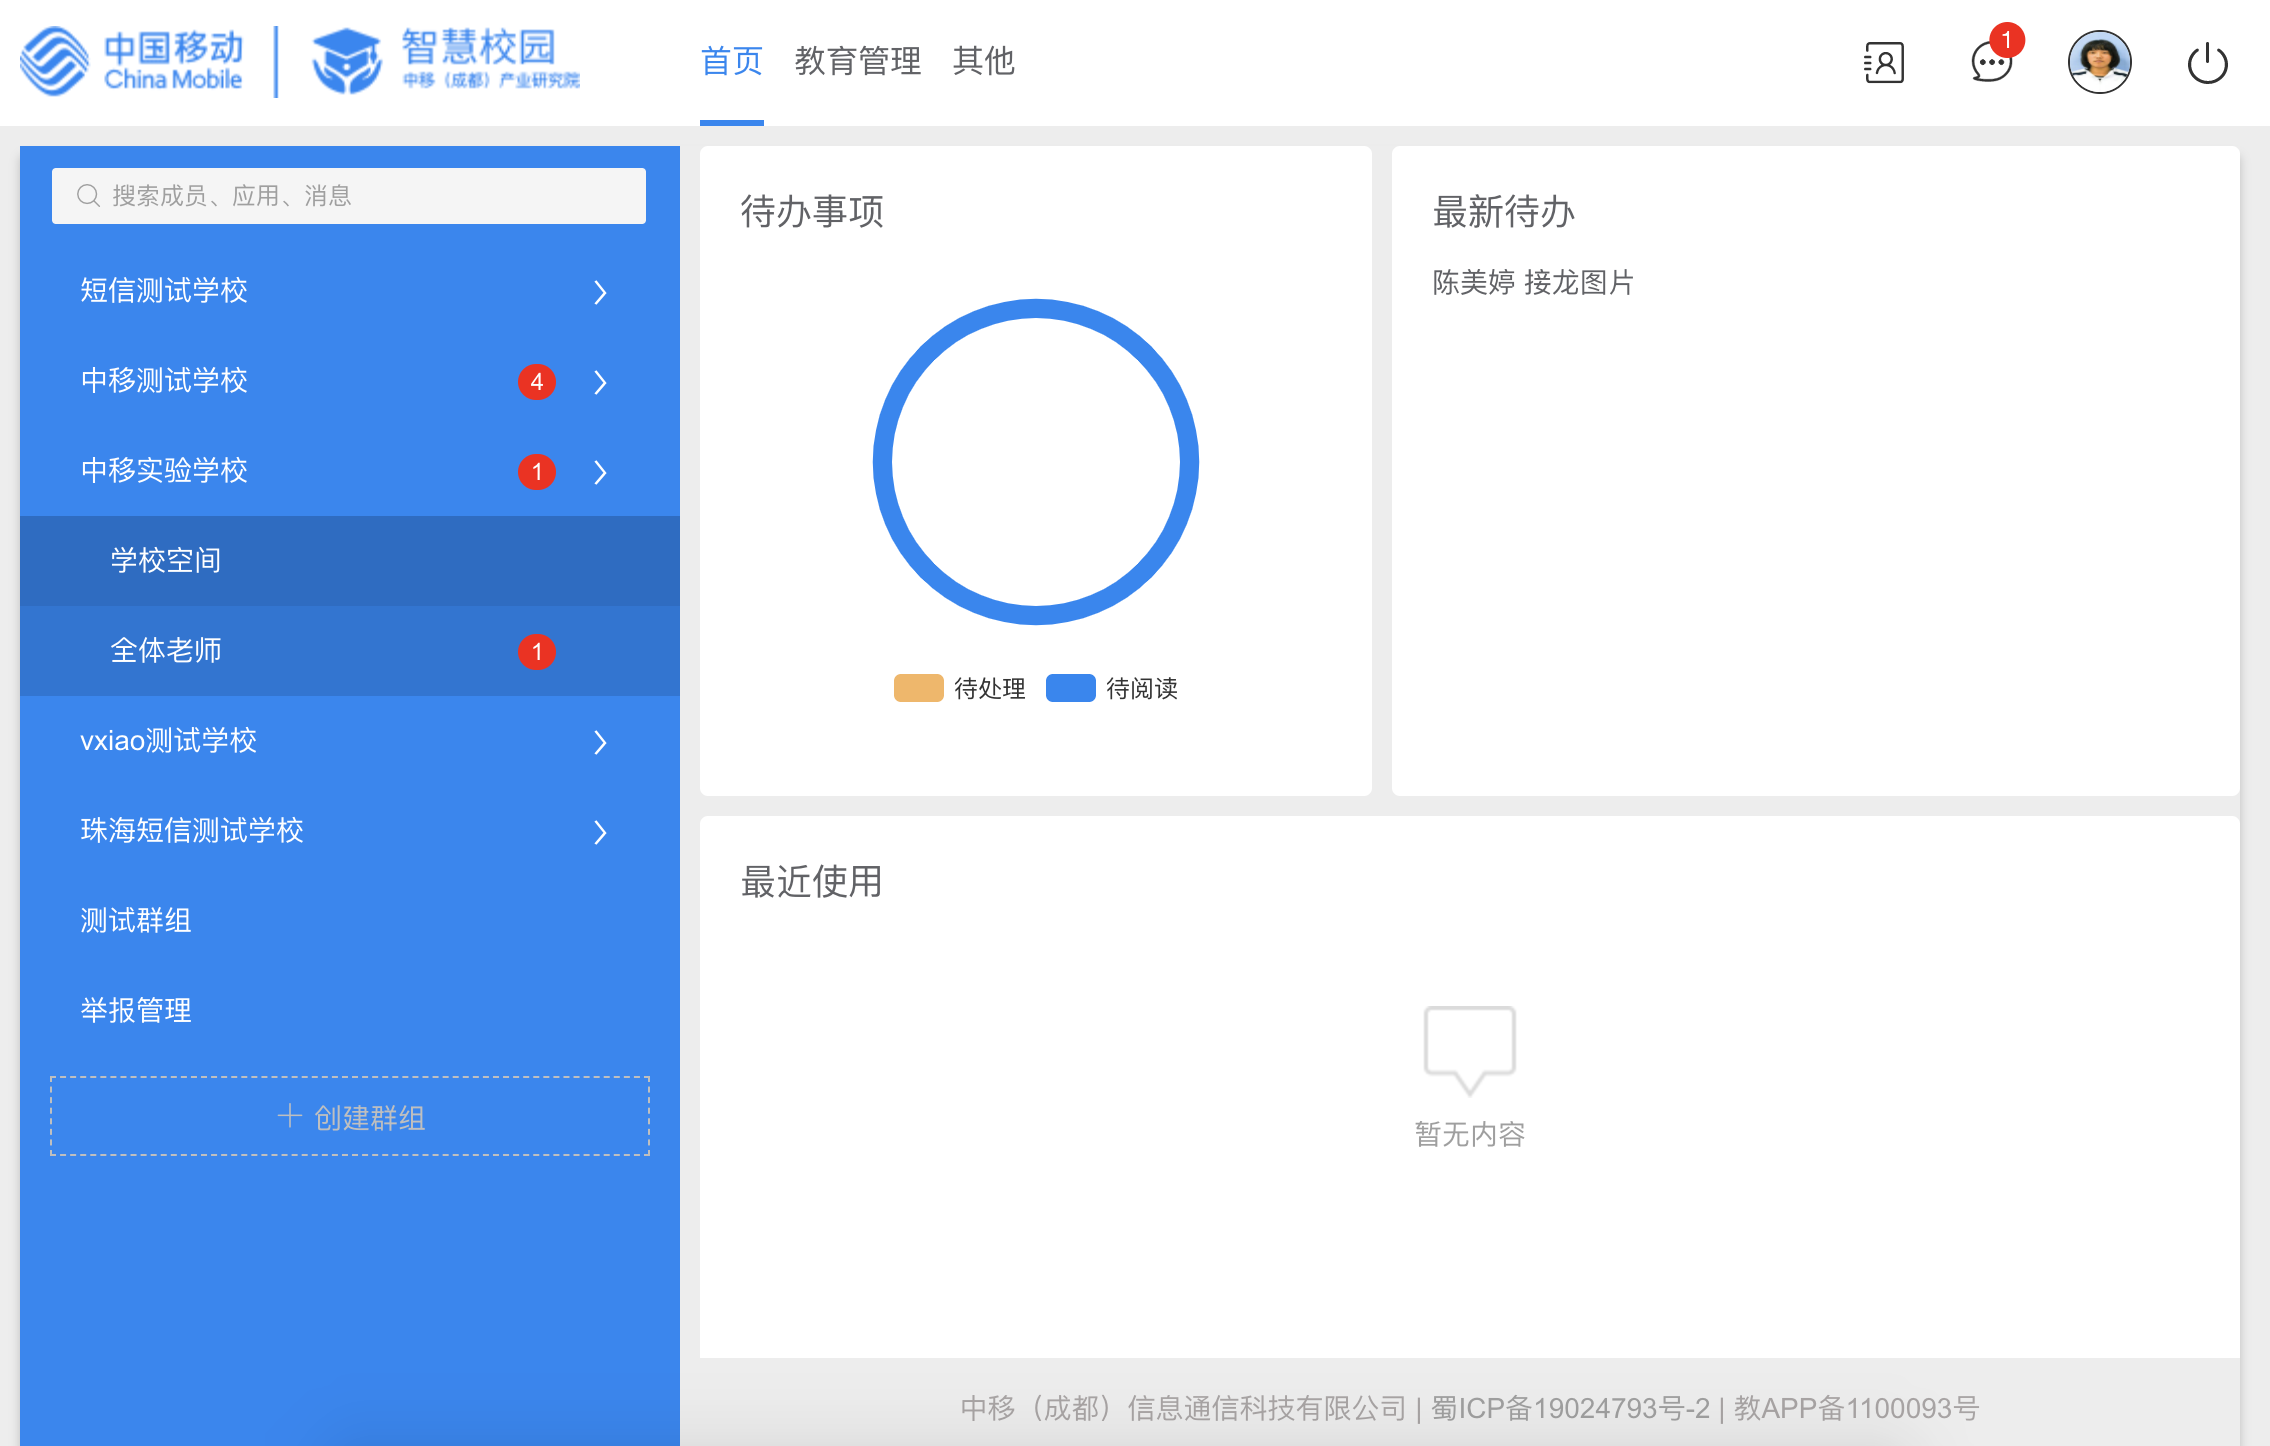 中国移动
China Mobile
智慧校园
中移（成都）产业研究院
首页 教育管理 其他
1
搜索成员、应用、消息
短信测试学校
中移测试学校 4
中移实验学校 1
学校空间
全体老师 1
vxiao测试学校
珠海短信测试学校
测试群组
举报管理
创建群组
待办事项
待处理 待阅读
最新待办
陈美婷 接龙图片
最近使用
暂无内容
中移（成都）信息通信科技有限公司 | 蜀ICP备19024793号-2 | 教APP备1100093号